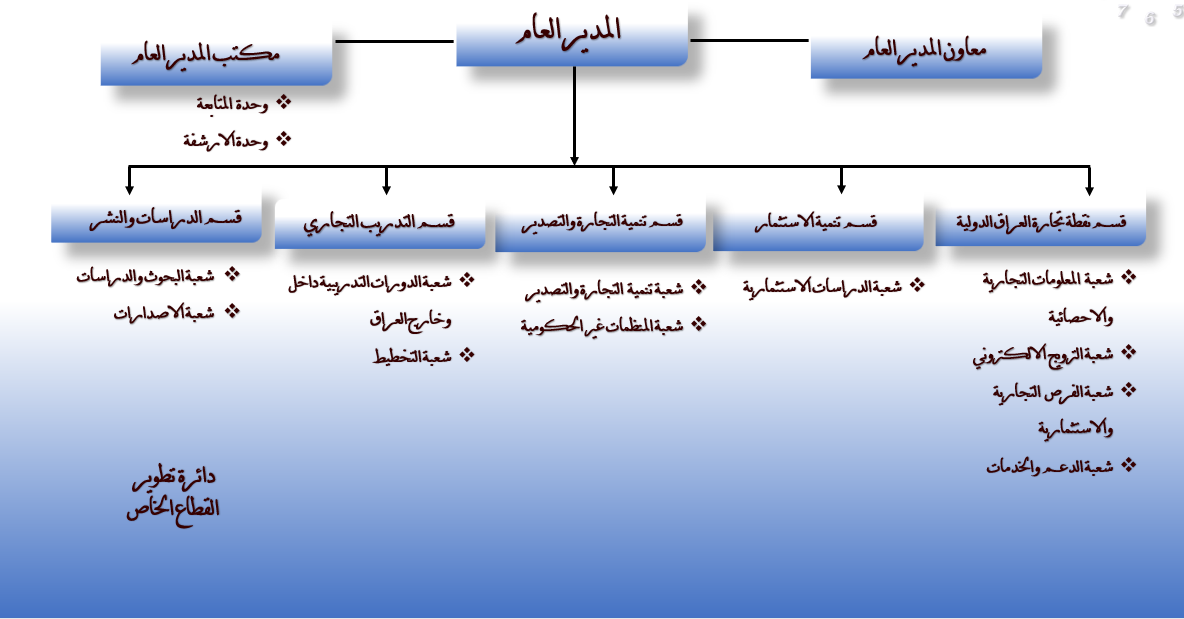 7 6 5
المدير العام
معاون المدير العام
مكتب المدير العام
❖ وحدة المتابعة
❖ وحدة الارشفة
قسم نقطة تجارة العراق الدولية
❖ شعبة المعلومات التجارية
والاحصائية
❖ شعبة الترويج الالكتروني
❖ شعبة الفرص التجارية
والاستثمارية
❖ شعبة الدعم والخدمات
قسم تنمية الاستثمار
❖ شعبة الدراسات الاستثمارية
قسم تنمية التجارة والتصدير
❖ شعبة تنمية التجارة والتصدير
❖ شعبة المنظمات غير الحكومية
قسم التدريب التجاري
❖ شعبة الدورات التدريبية داخل
وخارج العراق
❖ شعبة التخطيط
قسم الدراسات والنشر
❖ شعبة البحوث والدراسات
❖ شعبة الاصدارات
دائرة تطوير
القطاع الخاص